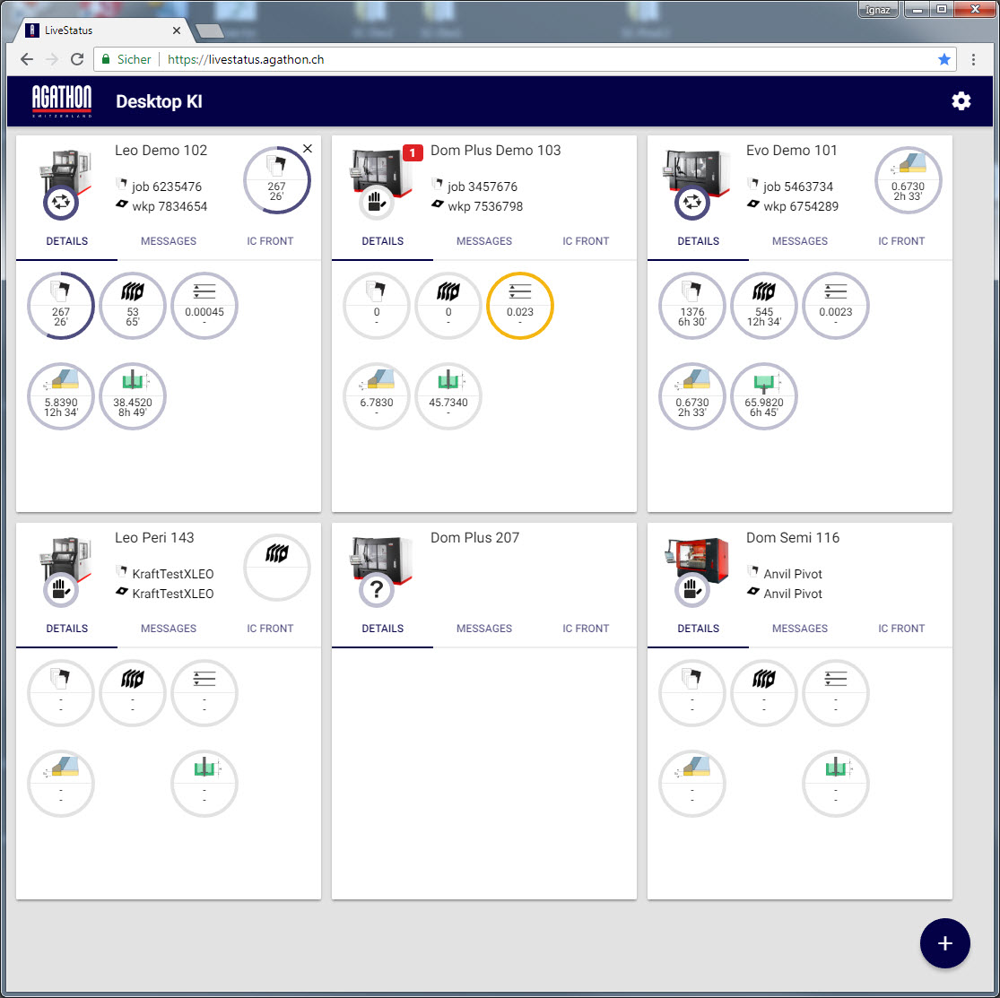 Ignaz
LiveStatus
Sicher
https://livestatus.agathon.ch
AGATHON
SWITZERLAND
Desktop KI
Leo Demo 102
job 6235476
wkp 7834654
267
26'
DETAILS
MESSAGES
IC FRONT
267
26'
53
65'
0.00045
-
5.8390
12h 34'
38.4520
8h 49'
1
Dom Plus Demo 103
job 3457676
wkp 7536798
DETAILS
MESSAGES
IC FRONT
0
-
0
-
0.023
-
6.7830
-
45.7340
-
Evo Demo 101
job 5463734
wkp 6754289
0.6730
2h 33'
DETAILS
MESSAGES
IC FRONT
1376
6h 30'
545
12h 34'
0.0023
-
0.6730
2h 33'
65.9820
6h 45'
Leo Peri 143
KraftTestXLEO
KraftTestXLEO
DETAILS
MESSAGES
IC FRONT
-
-
-
-
-
-
-
-
-
-
Dom Plus 207
?
DETAILS
MESSAGES
IC FRONT
Dom Semi 116
Anvil Pivot
Anvil Pivot
DETAILS
MESSAGES
IC FRONT
-
-
-
-
-
-
-
-
-
-
+